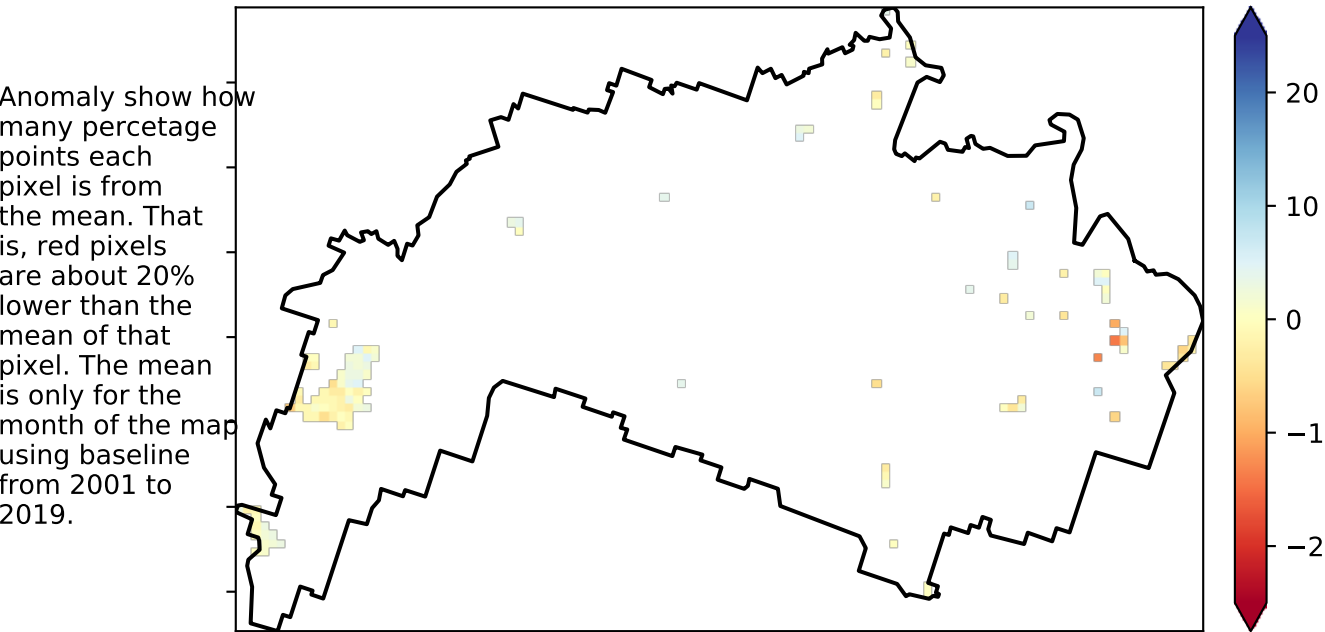 Anomaly show how
many percetage
points each
pixel is from
the mean. That
is, red pixels
are about 20%
lower than the
mean of that
pixel. The mean
is only for the
month of the map
using baseline
from 2001 to
2019.
20
10
0
−1
−2